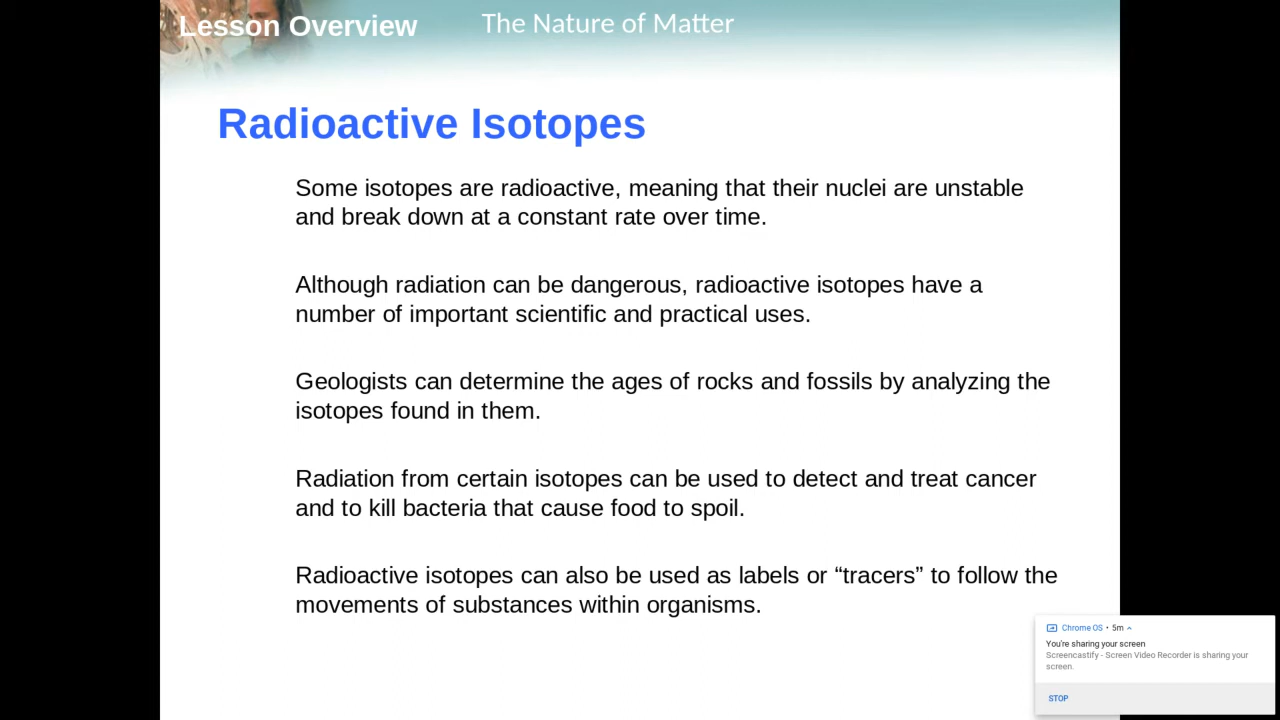 Lesson Overview The Nature of Matter
Radioactive Isotopes
Some isotopes are radioactive, meaning that their nuclei are unstable
and break down at a constant rate over time.
Although radiation can be dangerous, radioactive isotopes have a
number of important scientific and practical uses.
Geologists can determine the ages of rocks and fossils by analyzing the
isotopes found in them.
Radiation from certain isotopes can be used to detect and treat cancer
and to kill bacteria that cause food to spoil.
Radioactive isotopes can also be used as labels or “tracers” to follow the
movements of substances within organisms.
Chrome OS • 5m
You're sharing your screen
Screencastify - Screen Video Recorder is sharing your
screen.
STOP